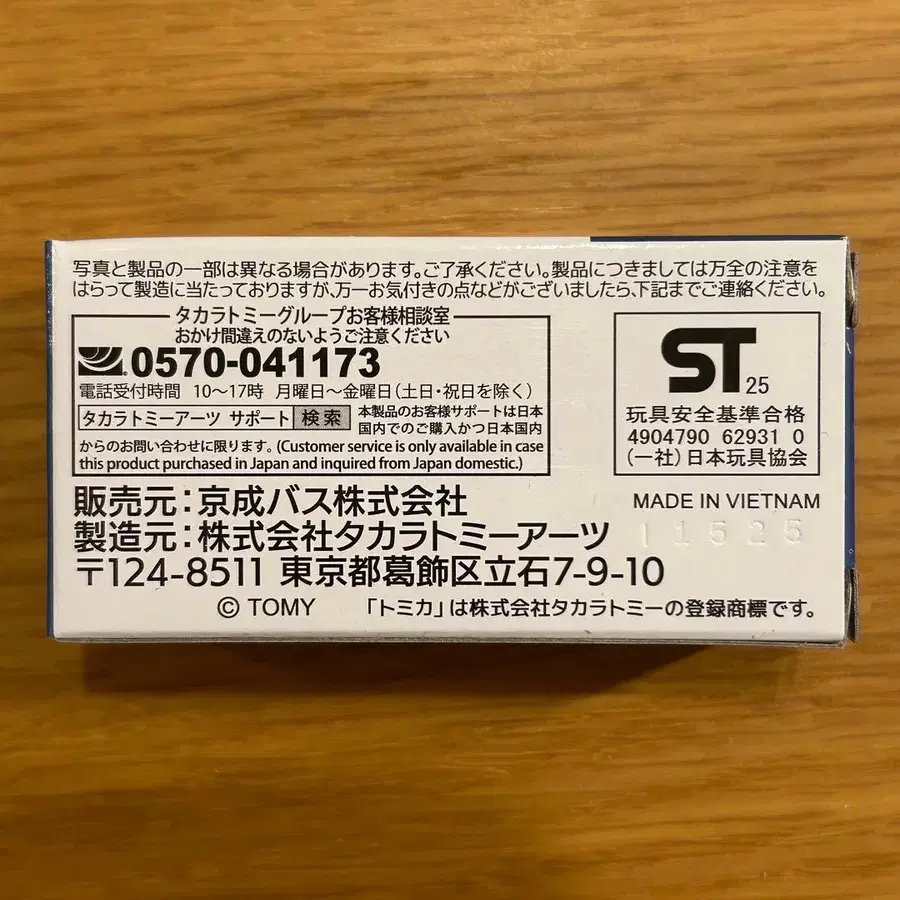 写真と製品の一部は異なる場合があります。ご了承ください。製品につきましては万全の注意を
はらって製造に当たっておりますが、万一お気付きの点などがございましたら、下記までご連絡ください。
タカラトミーグループお客様相談室
おかけ間違えのないようご注意ください
0570-041173
電話受付時間 10〜17時 月曜日〜金曜日(土日・祝日を除く)
タカラトミーアーツ サポート 検索
本製品のお客様サポートは日本
国内でのご購入かつ日本国内
からのお問い合わせに限ります。(Customer service is only available in case
this product purchased in Japan and inquired from Japan domestic.)
ST 25
玩具安全基準合格
4904790 62931 0
(一社)日本玩具協会
販売元:京成バス株式会社
製造元:株式会社タカラトミーアーツ
〒124-8511 東京都葛飾区立石7-9-10
MADE IN VIETNAM
11525
© TOMY 「トミカ」は株式会社タカラトミーの登録商標です。